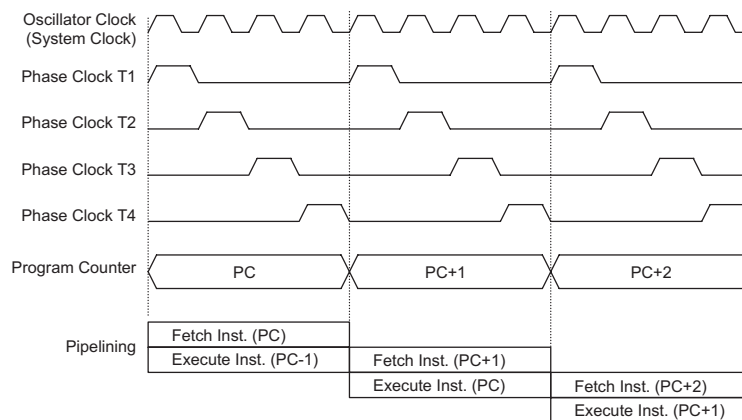 Oscillator Clock
(System Clock)
Phase Clock T1
Phase Clock T2
Phase Clock T3
Phase Clock T4
Program Counter
PC
PC+1
PC+2
Pipelining
Fetch Inst. (PC)
Execute Inst. (PC-1)
Fetch Inst. (PC+1)
Execute Inst. (PC)
Fetch Inst. (PC+2)
Execute Inst. (PC+1)